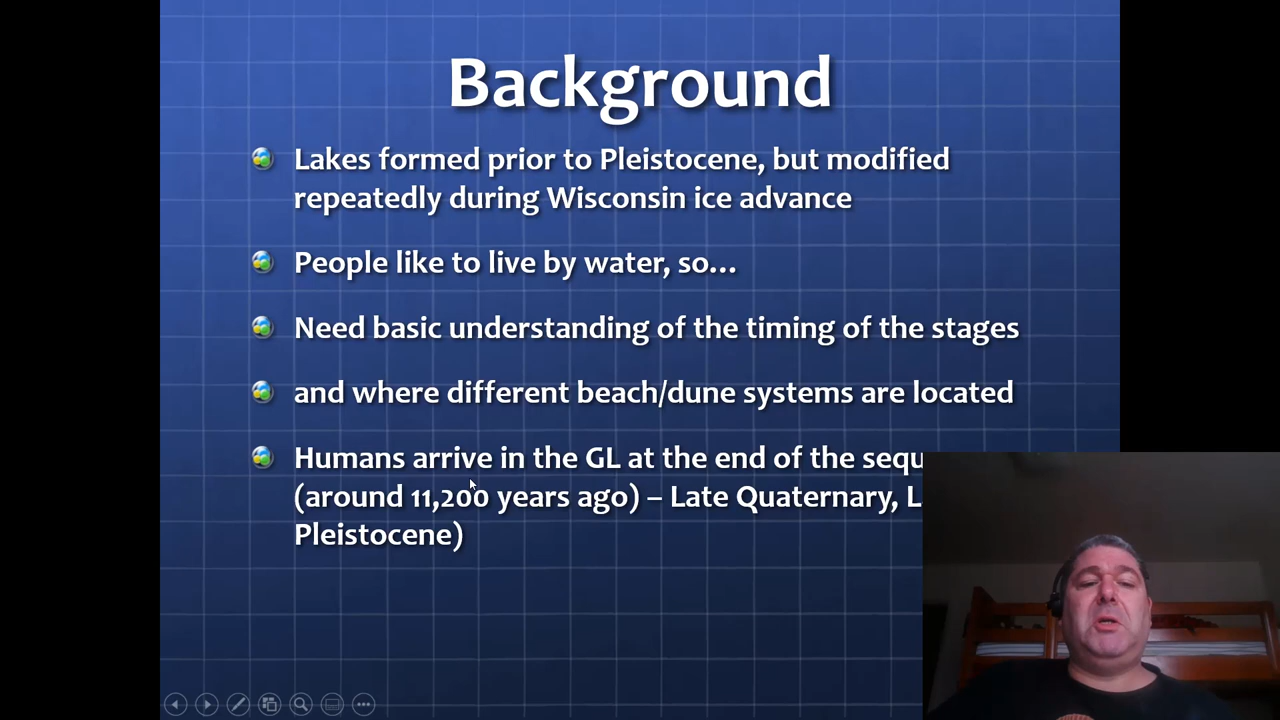 Background
Lakes formed prior to Pleistocene, but modified
repeatedly during Wisconsin ice advance
People like to live by water, so...
Need basic understanding of the timing of the stages
and where different beach/dune systems are located
Humans arrive in the GL at the end of the
(around 11,200 years ago) – Late Quaternary,
Pleistocene)